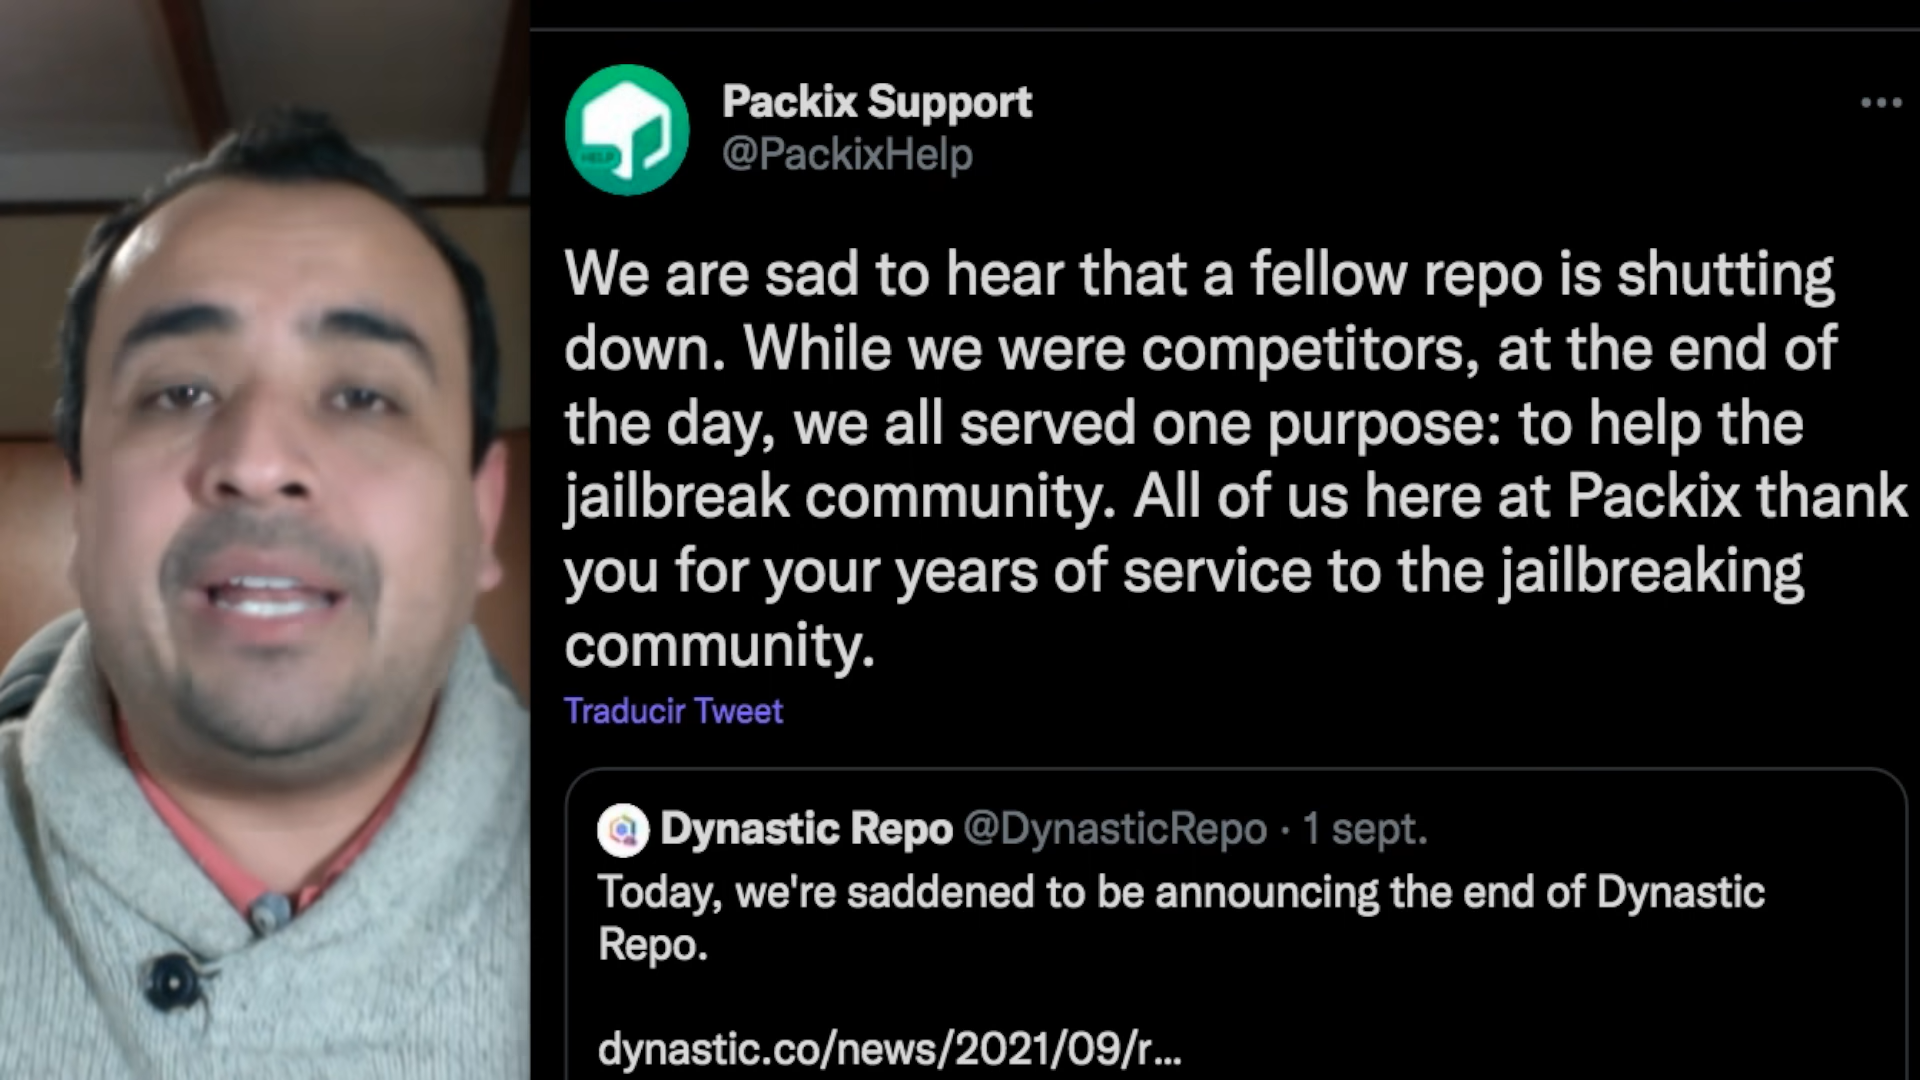 Packix Support
@PackixHelp
We are sad to hear that a fellow repo is shutting
down. While we were competitors, at the end of
the day, we all served one purpose: to help the
jailbreak community. All of us here at Packix thank
you for your years of service to the jailbreaking
community.
Traducir Tweet
Dynastic Repo @DynasticRepo · 1 sept.
Today, we're saddened to be announcing the end of Dynastic
Repo.
dynastic.co/news/2021/09/r...
HELP